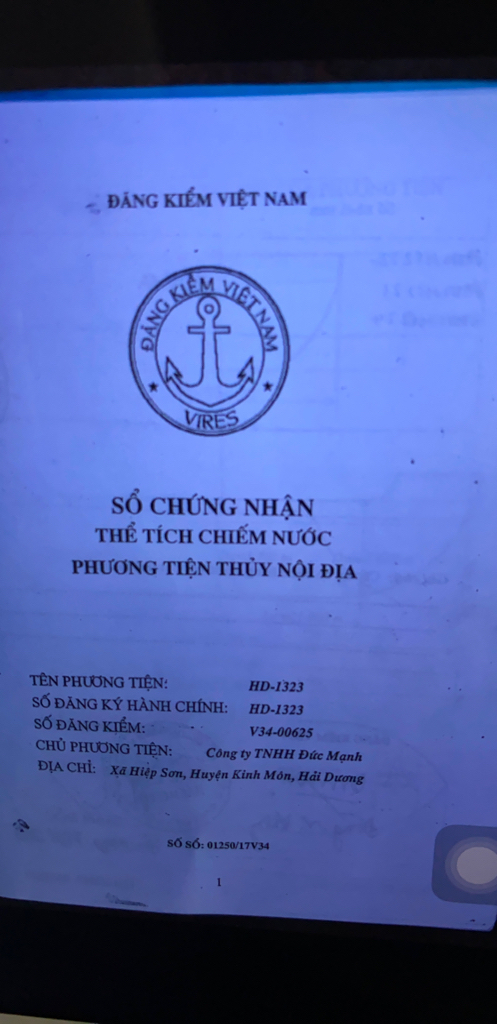 ĐĂNG KIỂM VIỆT NAM
ĐĂNG KIỂM VIỆT NAM
VIRES
SỔ CHỨNG NHẬN
THỂ TÍCH CHIẾM NƯỚC
PHƯƠNG TIỆN THỦY NỘI ĐỊA
TÊN PHƯƠNG TIỆN: HD-1323
SỐ ĐĂNG KÝ HÀNH CHÍNH: HD-1323
SỐ ĐĂNG KIỂM: V34-00625
CHỦ PHƯƠNG TIỆN: Công ty TNHH Đức Mạnh
ĐỊA CHỈ: Xã Hiệp Sơn, Huyện Kinh Môn, Hải Dương
SỐ SỔ: 01250/17V34
1